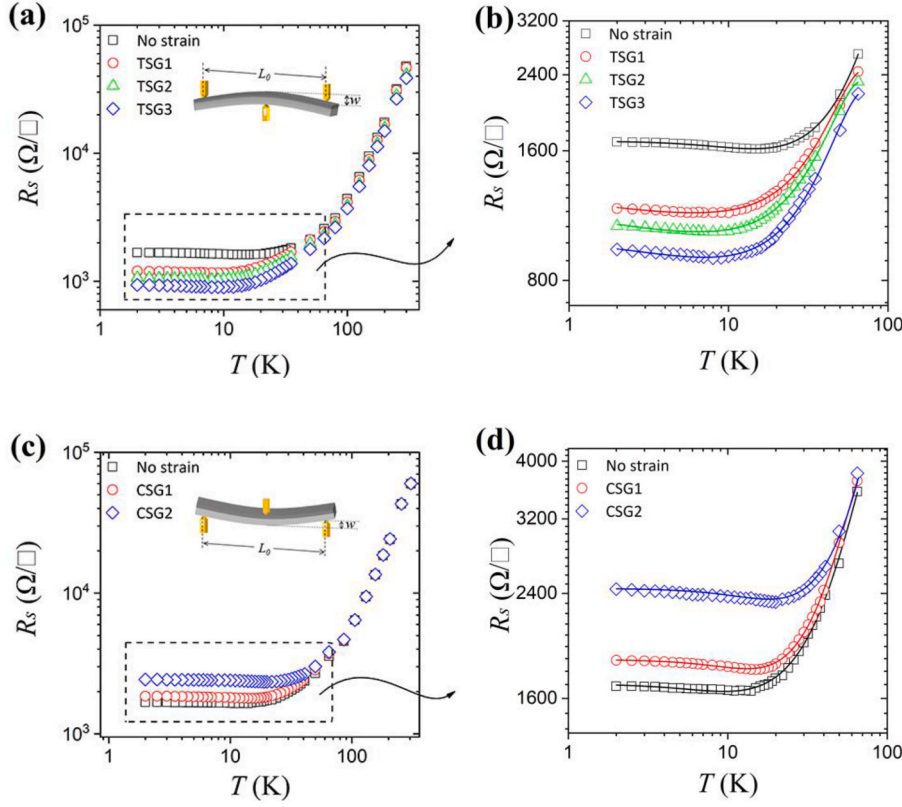 (a)
10^5
10^4
10^3
R_s (Ω/□)
No strain
TSG1
TSG2
TSG3
L_0
w
1
10
100
T (K)
(b)
3200
2400
1600
800
R_s (Ω/□)
No strain
TSG1
TSG2
TSG3
1
10
100
T (K)
(c)
10^5
10^4
10^3
R_s (Ω/□)
No strain
CSG1
CSG2
w
L_0
1
10
100
T (K)
(d)
4000
3200
2400
1600
R_s (Ω/□)
No strain
CSG1
CSG2
1
10
100
T (K)